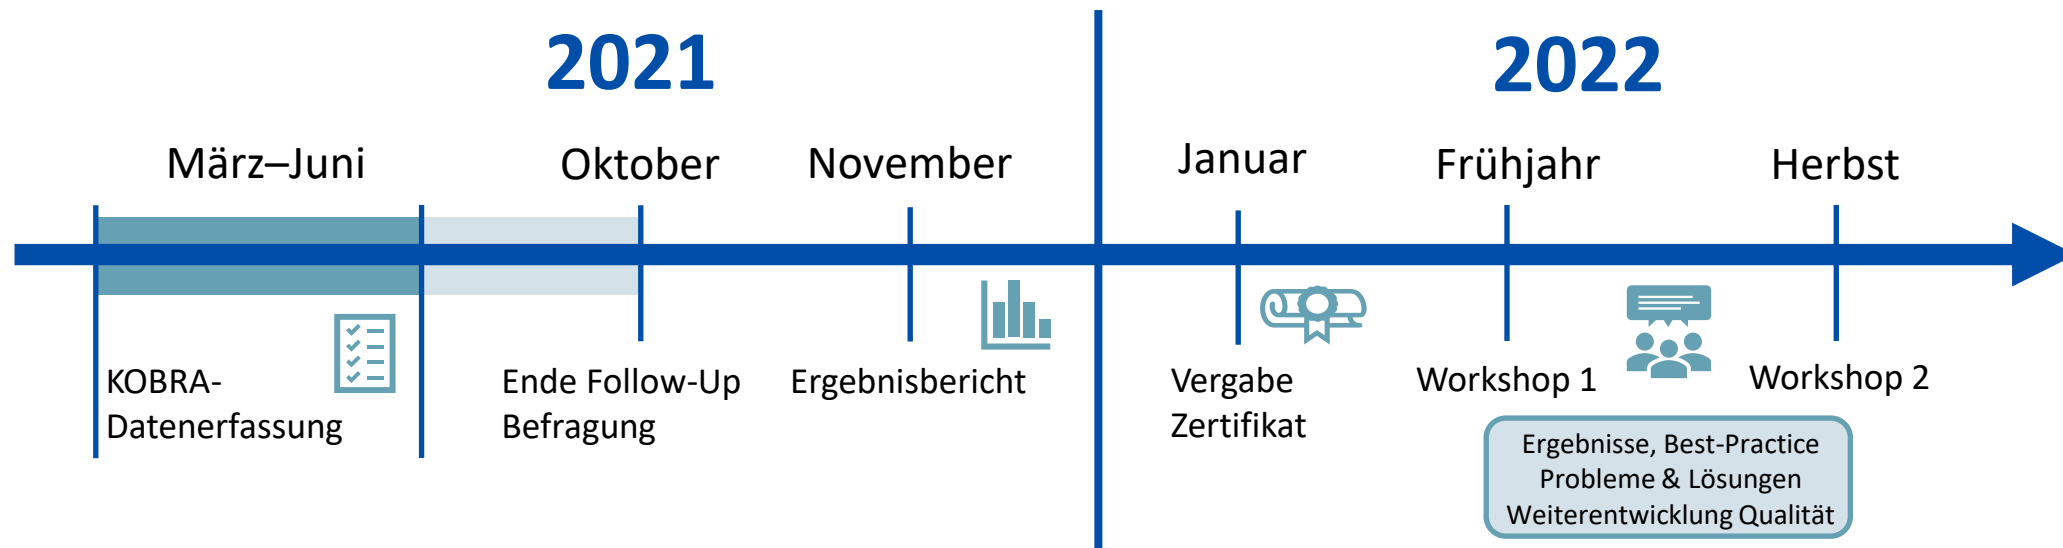 2021
2022
März–Juni
Oktober
November
Januar
Frühjahr
Herbst
KOBRA-
Datenerfassung
Ende Follow-Up
Befragung
Ergebnisbericht
Vergabe
Zertifikat
Workshop 1
Workshop 2
Ergebnisse, Best-Practice
Probleme & Lösungen
Weiterentwicklung Qualität